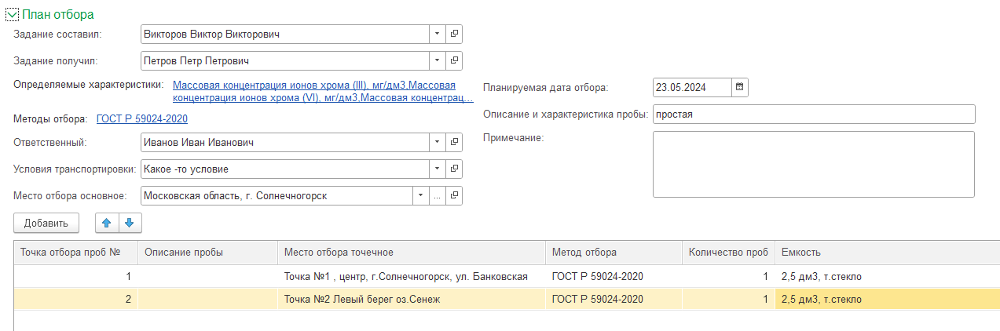 План отбора
Задание составил: Викторов Виктор Викторович
Задание получил: Петров Петр Петрович
Определяемые характеристики: Массовая концентрация ионов хрома (III), мг/дм3,Массовая
концентрация ионов хрома (VI), мг/дм3,Массовая концентрац...
Планируемая дата отбора: 23.05.2024
Методы отбора: ГОСТ Р 59024-2020
Описание и характеристика пробы: простая
Ответственный: Иванов Иван Иванович
Примечание:
Условия транспортировки: Какое -то условие
Место отбора основное: Московская область, г. Солнечногорск ...
Добавить
Точка отбора проб № Описание пробы Место отбора точечное Метод отбора Количество проб Емкость
1 Точка №1 , центр, г.Солнечногорск, ул. Банковская ГОСТ Р 59024-2020 1 2,5 дм3, т.стекло
2 Точка №2 Левый берег оз.Сенеж ГОСТ Р 59024-2020 1 2,5 дм3, т.стекло